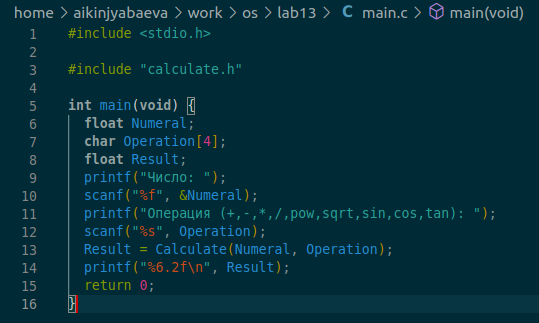 home > aikinjyabaeva > work > os > lab13 > C main.c > main(void)
1 #include <stdio.h>
2
3 #include "calculate.h"
4
5 int main(void) {
6   float Numeral;
7   char Operation[4];
8   float Result;
9   printf("Число: ");
10   scanf("%f", &Numeral);
11   printf("Операция (+,-,*,/,pow,sqrt,sin,cos,tan): ");
12   scanf("%s", Operation);
13   Result = Calculate(Numeral, Operation);
14   printf("%6.2f\n", Result);
15   return 0;
16 }